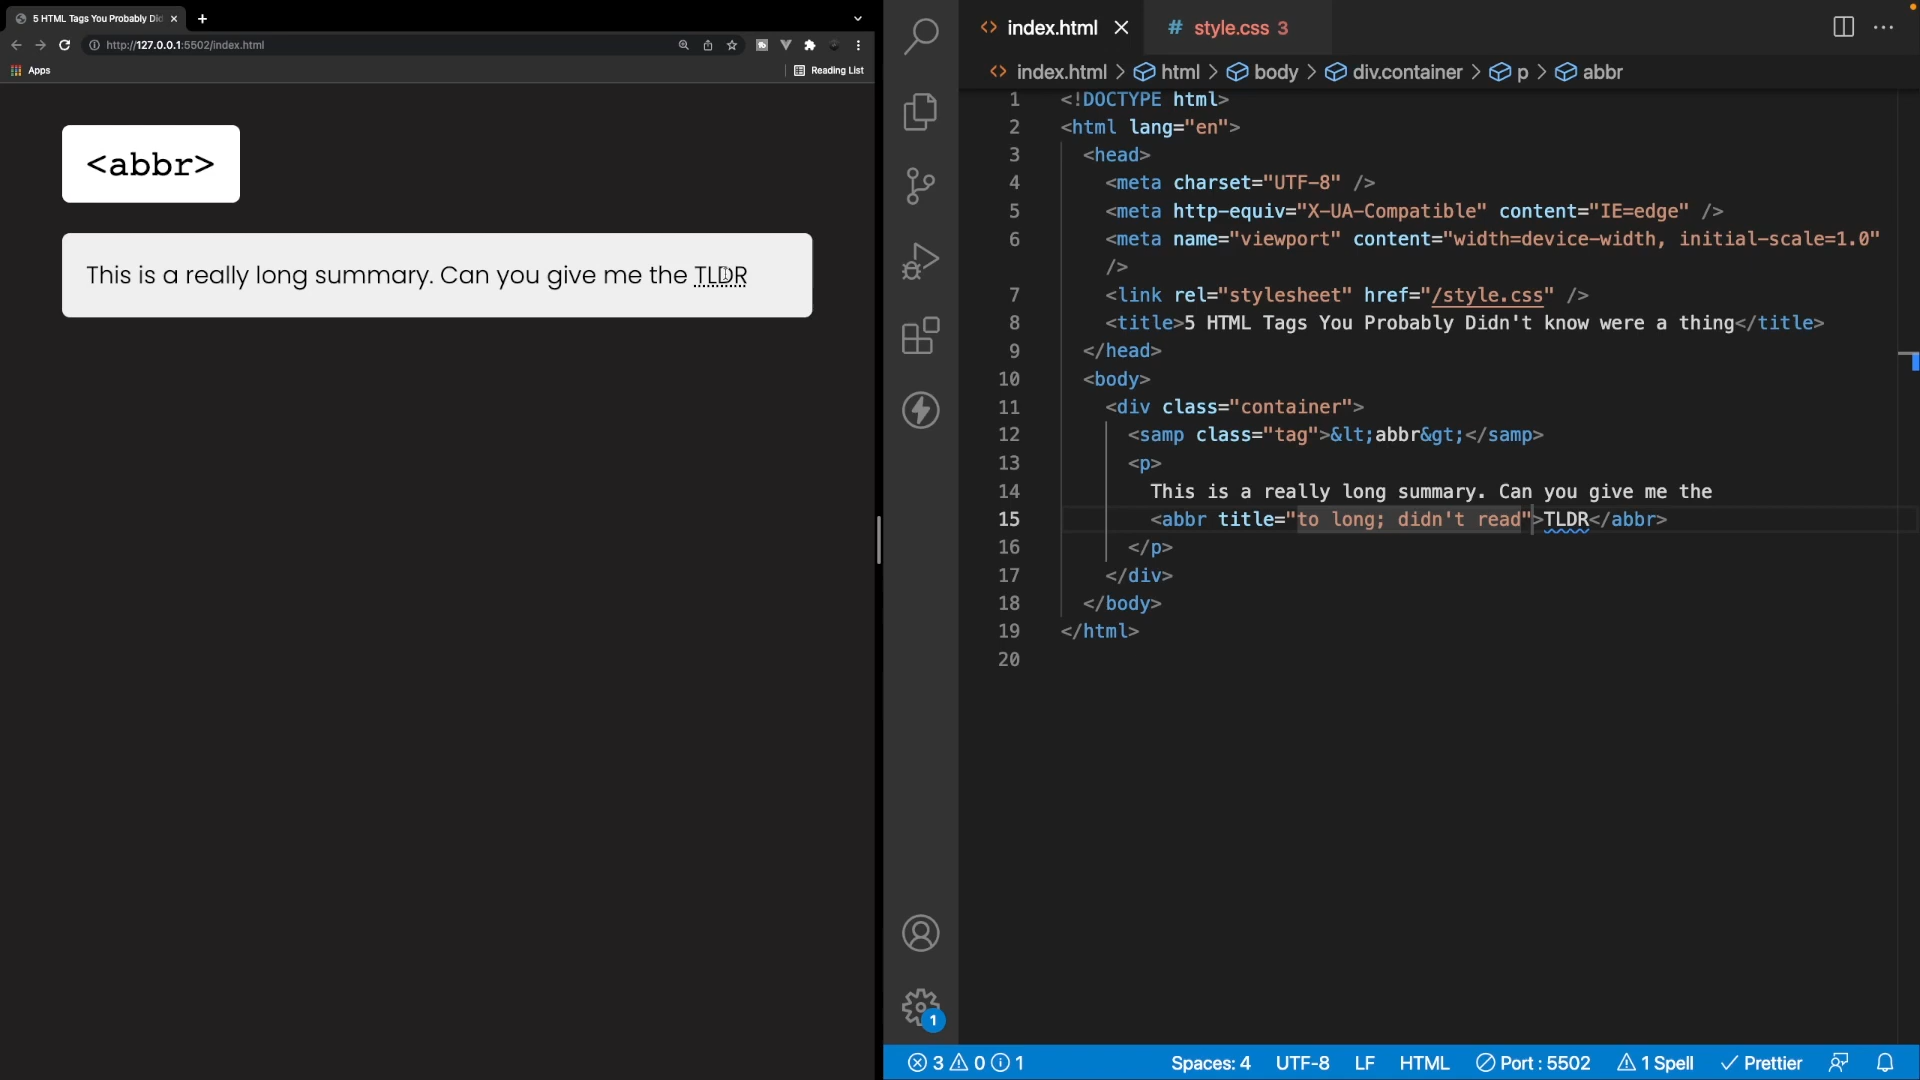 5 HTML Tags You Probably Did
http://127.0.0.1:5502/index.html
Apps
Reading List
<abbr>
This is a really long summary. Can you give me the TLDR
index.html
# style.css 3
index.html > html > body > div.container > p > abbr
1 <!DOCTYPE html>
2 <html lang="en">
3 <head>
4 <meta charset="UTF-8" />
5 <meta http-equiv="X-UA-Compatible" content="IE=edge" />
6 <meta name="viewport" content="width=device-width, initial-scale=1.0"
/>
7 <link rel="stylesheet" href="/style.css" />
8 <title>5 HTML Tags You Probably Didn't know were a thing</title>
9 </head>
10 <body>
11 <div class="container">
12 <samp class="tag">&lt;abbr&gt;</samp>
13 <p>
14 This is a really long summary. Can you give me the
15 <abbr title="to long; didn't read">TLDR</abbr>
16 </p>
17 </div>
18 </body>
19 </html>
20
1
3 0 1
Spaces: 4 UTF-8 LF HTML Port : 5502 1 Spell Prettier